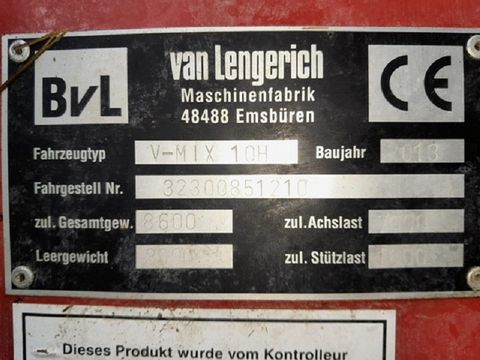 BvL
van Lengerich
Maschinenfabrik
48488 Emsbüren
CE
Fahrzeugtyp V-MIX 10H Baujahr
Fahrgestell Nr. 32300851210
zul. Gesamtgew. 8600 zul. Achslast
Leergewicht zul. Stützlast
Dieses Produkt wurde vom Kontrolleur